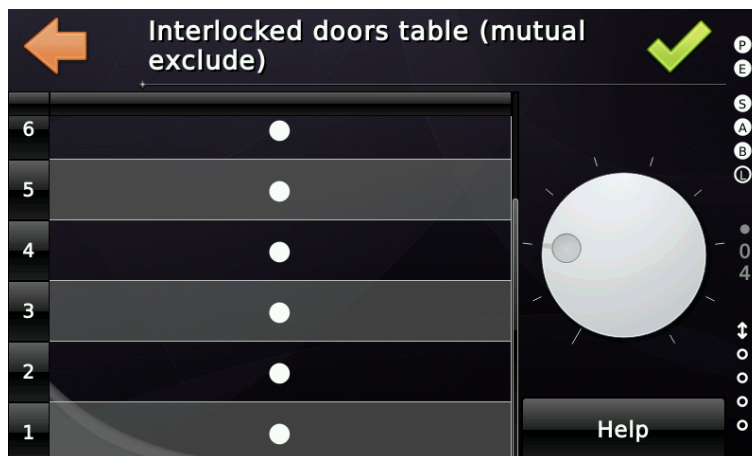 Interlocked doors table (mutual
exclude)
6
5
4
3
2
1
Help
P
E
S
A
B
L
0
4